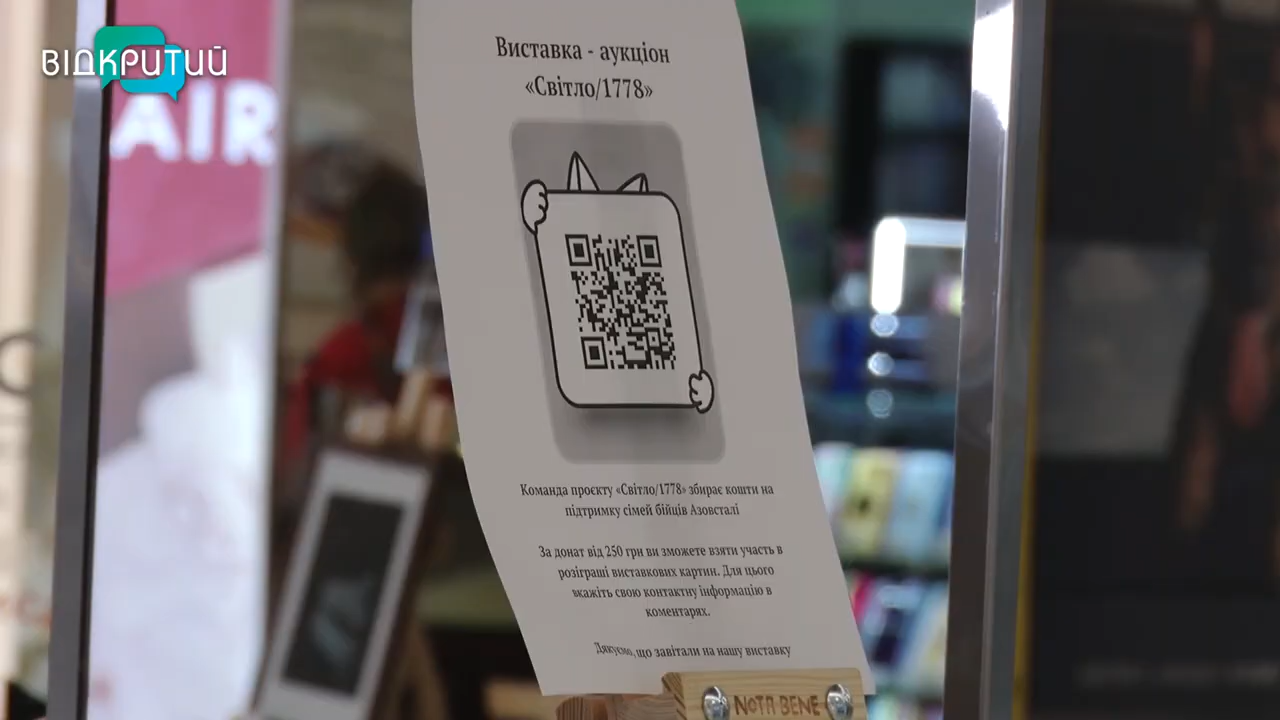 ВІДКРИТИЙ
AIR
Виставка - аукціон
«Світло/1778»
Команда проєкту «Світло/1778» збирає кошти на
підтримку сімей бійців Азовсталі
За донат від 250 грн ви зможете взяти участь в
розіграші виставкових картин. Для цього
вкажіть свою контактну інформацію в
коментарях.
Дякуємо, що завітали на нашу виставку
NOTA BENE